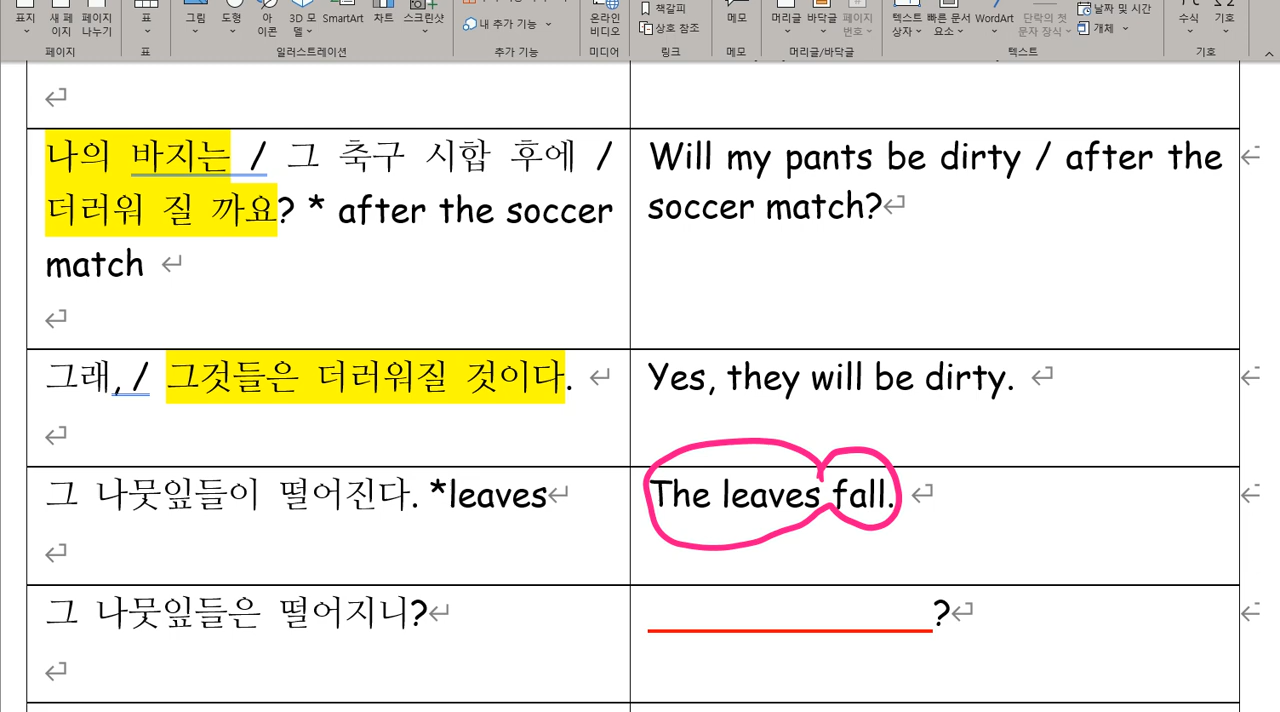 표지 새 페 페이지 표 그림 도형 아 3D 모 SmartArt 차트 스크린샷 내 추가 기능 온라인 메모 책갈피 머리글 바닥글 페이지 텍스트 빠른 문서 WordArt 단락의 첫 날짜 및 시간 수식 기호
이지 나누기 이콘 델 비디오 상호 참조 번호 상자 요소 문자 장식 개체
페이지 표 일러스트레이션 추가 기능 미디어 링크 메모 머리글/바닥글 텍스트 기호
나의 바지는 / 그 축구 시합 후에 /
더러워 질 까요? * after the soccer
match
Will my pants be dirty / after the
soccer match?
그래, / 그것들은 더러워질 것이다.
Yes, they will be dirty.
그 나뭇잎들이 떨어진다. *leaves
The leaves fall.
그 나뭇잎들은 떨어지니?
?